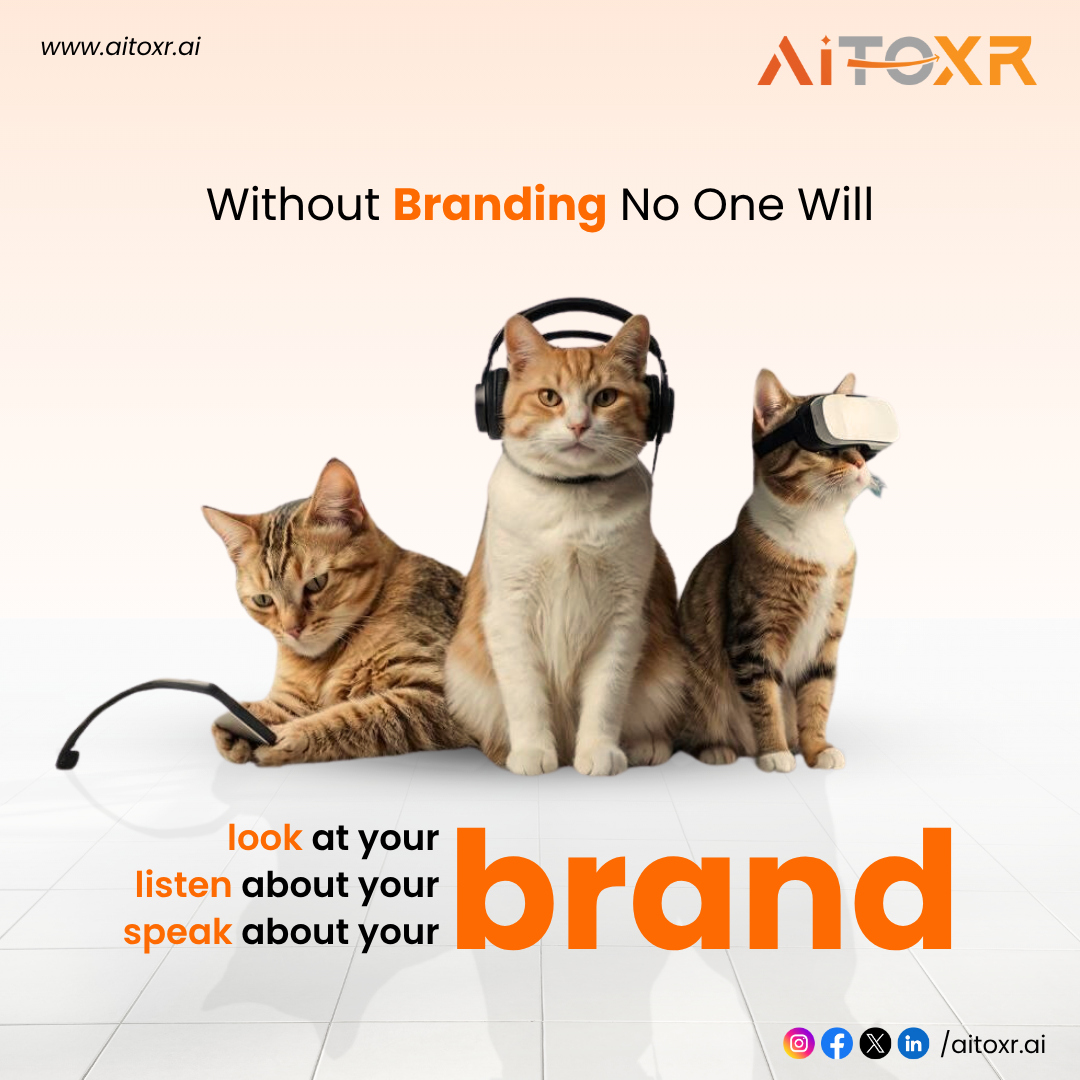 www.aitoxr.ai
AiTOXR
Without Branding No One Will
look at your
listen about your
speak about your
brand
/aitoxr.ai